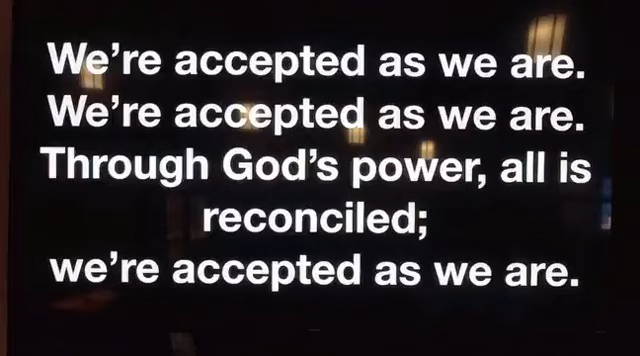 We're accepted as we are.
We're accepted as we are.
Through God's power, all is
reconciled;
we're accepted as we are.